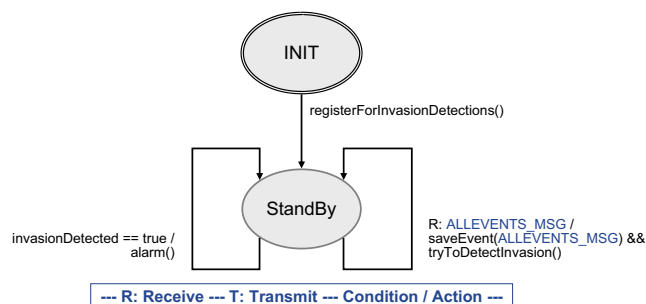 INIT
registerForInvasionDetections()
StandBy
invasionDetected == true /
alarm()
R: ALLEVENTS_MSG /
saveEvent(ALLEVENTS_MSG) &&
tryToDetectInvasion()
--- R: Receive --- T: Transmit --- Condition / Action ---